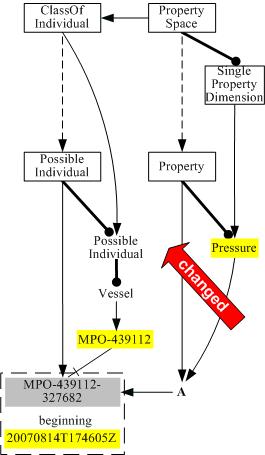 ClassOf
Individual
Property
Space
Single
Property
Dimension
Possible
Individual
Property
Possible
Individual
Pressure
changed
Vessel
MPO-439112
MPO-439112-
327682
A
beginning
20070814T174605Z